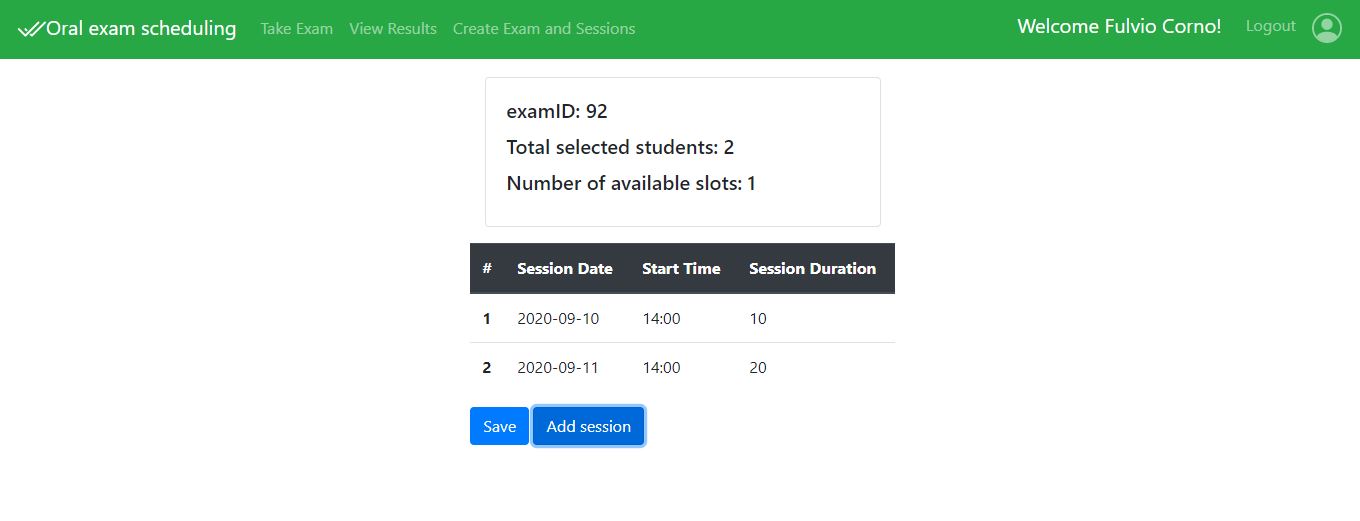 Oral exam scheduling Take Exam View Results Create Exam and Sessions Welcome Fulvio Corno! Logout
examID: 92
Total selected students: 2
Number of available slots: 1
# Session Date Start Time Session Duration
1 2020-09-10 14:00 10
2 2020-09-11 14:00 20
Save Add session